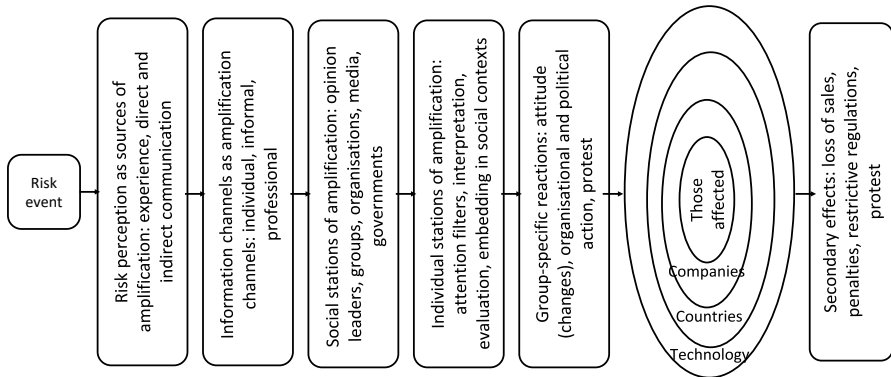 Risk
event
Risk perception as sources of
amplification: experience, direct and
indirect communication
Information channels as amplification
channels: individual, informal,
professional
Social stations of amplification: opinion
leaders, groups, organisations, media,
governments
Individual stations of amplification:
attention filters, interpretation,
evaluation, embedding in social contexts
Group-specific reactions: attitude
(changes), organisational and political
action, protest
Those
affected
Companies
Countries
Technology
Secondary effects: loss of sales,
penalties, restrictive regulations,
protest